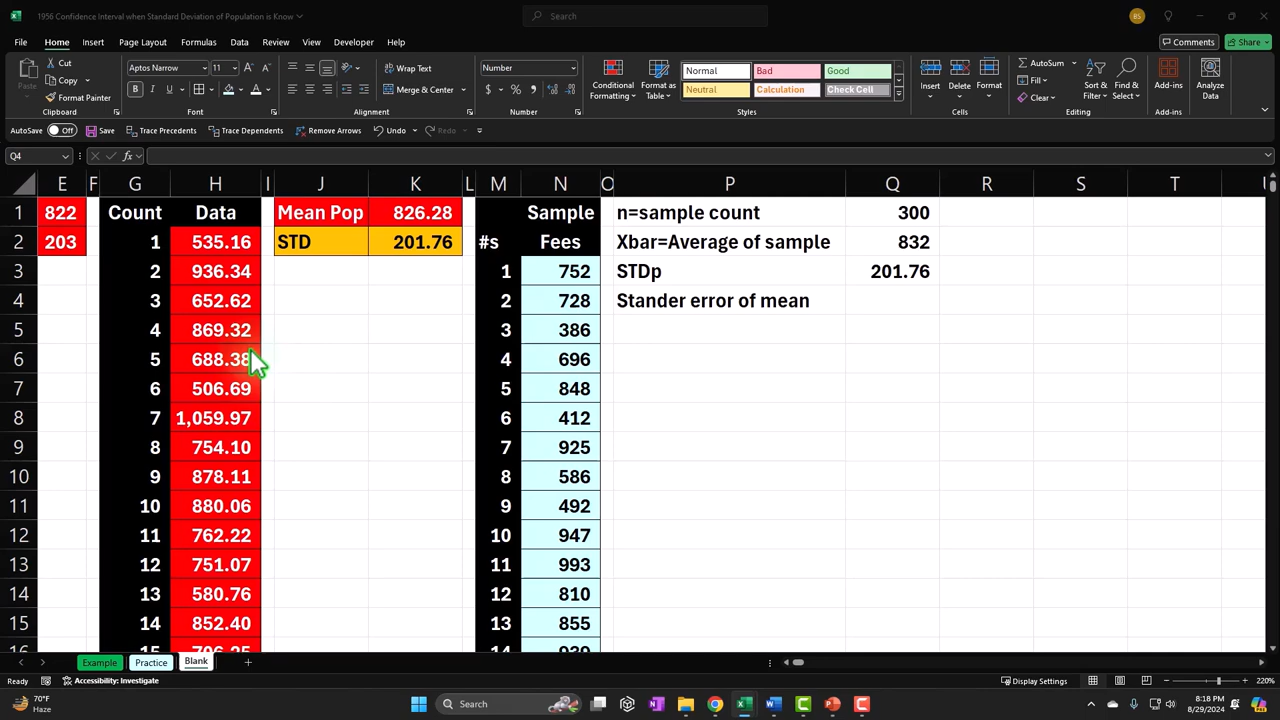 1956 Confidence Interval when Standard Deviation of Population is Know
Search
BS
File Home Insert Page Layout Formulas Data Review View Developer Help
Comments Share
Paste
Cut
Copy
Format Painter
Clipboard
Aptos Narrow 11
B I U
Font
Wrap Text
Merge & Center
Alignment
Number
$ % 9
Number
Conditional Formatting
Format as Table
Normal Bad Good
Neutral Calculation Check Cell
Styles
Insert Delete Format
Cells
AutoSum
Fill
Clear
Sort & Filter
Find & Select
Editing
Add-ins
Add-ins
Analyze Data
AutoSave Off Save Trace Precedents Trace Dependents Remove Arrows Undo Redo
Q4 fx
E F G H I J K L M N O P Q R S T
1 822 Count Data Mean Pop 826.28 Sample n=sample count 300
2 203 1 535.16 STD 201.76 #s Fees Xbar=Average of sample 832
3 2 936.34 1 752 STDp 201.76
4 3 652.62 2 728 Stander error of mean
5 4 869.32 3 386
6 5 688.38 4 696
7 6 506.69 5 848
8 7 1,059.97 6 412
9 8 754.10 7 925
10 9 878.11 8 586
11 10 880.06 9 492
12 11 762.22 10 947
13 12 751.07 11 993
14 13 580.76 12 810
15 14 852.40 13 855
16 15 706.25 14 939
Example Practice Blank
Ready Accessibility: Investigate Display Settings 220%
70°F
Haze
Search
8:18 PM
8/29/2024